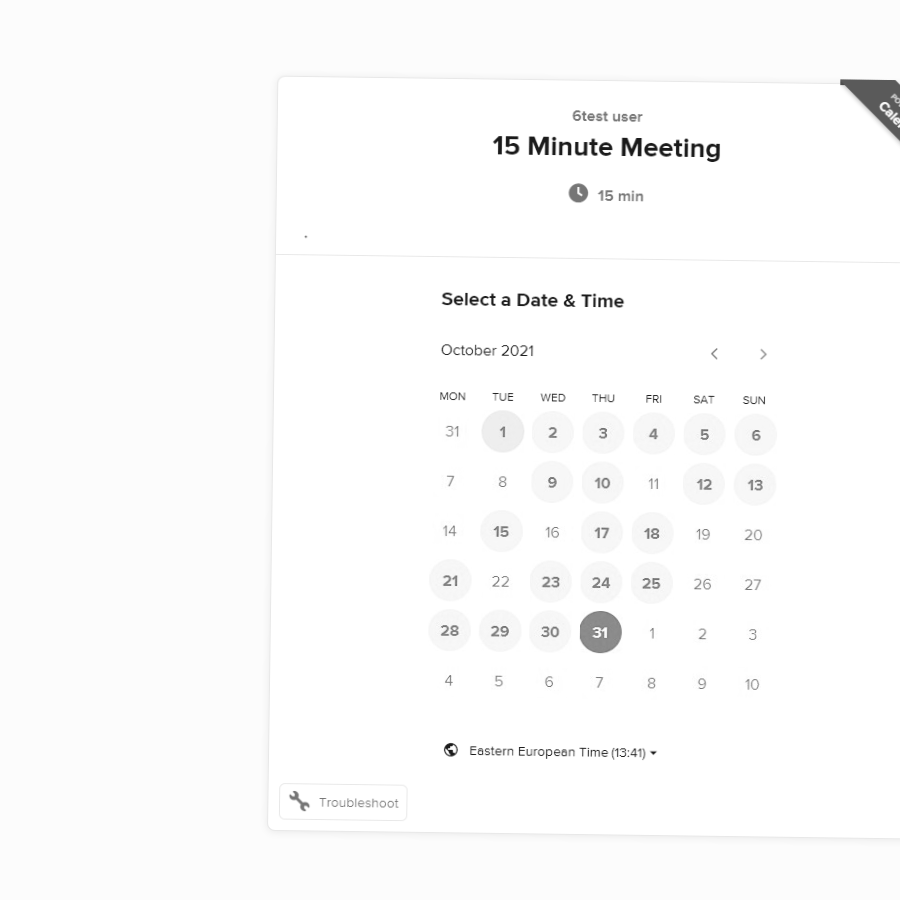 6test user
15 Minute Meeting
15 min
.
Select a Date & Time
October 2021
MON TUE WED THU FRI SAT SUN
31 1 2 3 4 5 6
7 8 9 10 11 12 13
14 15 16 17 18 19 20
21 22 23 24 25 26 27
28 29 30 31 1 2 3
4 5 6 7 8 9 10
Eastern European Time (13:41)
Troubleshoot